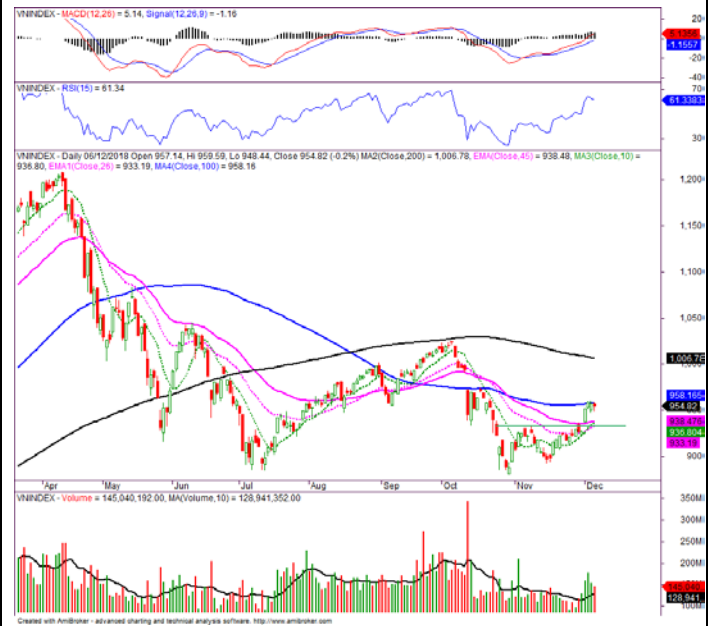 VNINDEX - MACD(12,26) = 5.14, Signal(12,26,9) = -1.16
20
-1.1557
-20
-40
VNINDEX - RSI(15) = 61.34
70
61.3383
30
VNINDEX - Daily 06/12/2018 Open 957.14, Hi 959.59, Lo 948.44, Close 954.82 (-0.2%) MA2(Close,200) = 1,006.78, EMA(Close,45) = 938.48, MA3(Close,10) =
936.80, EMA1(Close,26) = 933.19, MA4(Close,100) = 958.16
1,200
1,150
1,100
1,050
1,006.78
958.165
954.82
938.476
936.804
933.19
900
Apr May Jun Jul Aug Sep Oct Nov Dec
VNINDEX - Volume = 145,040,192.00, MA(Volume,10) = 128,941,352.00
350M
300M
250M
200M
145,040,
128,941,
100M
Created with AmiBroker - advanced charting and technical analysis software. http://www.amibroker.com